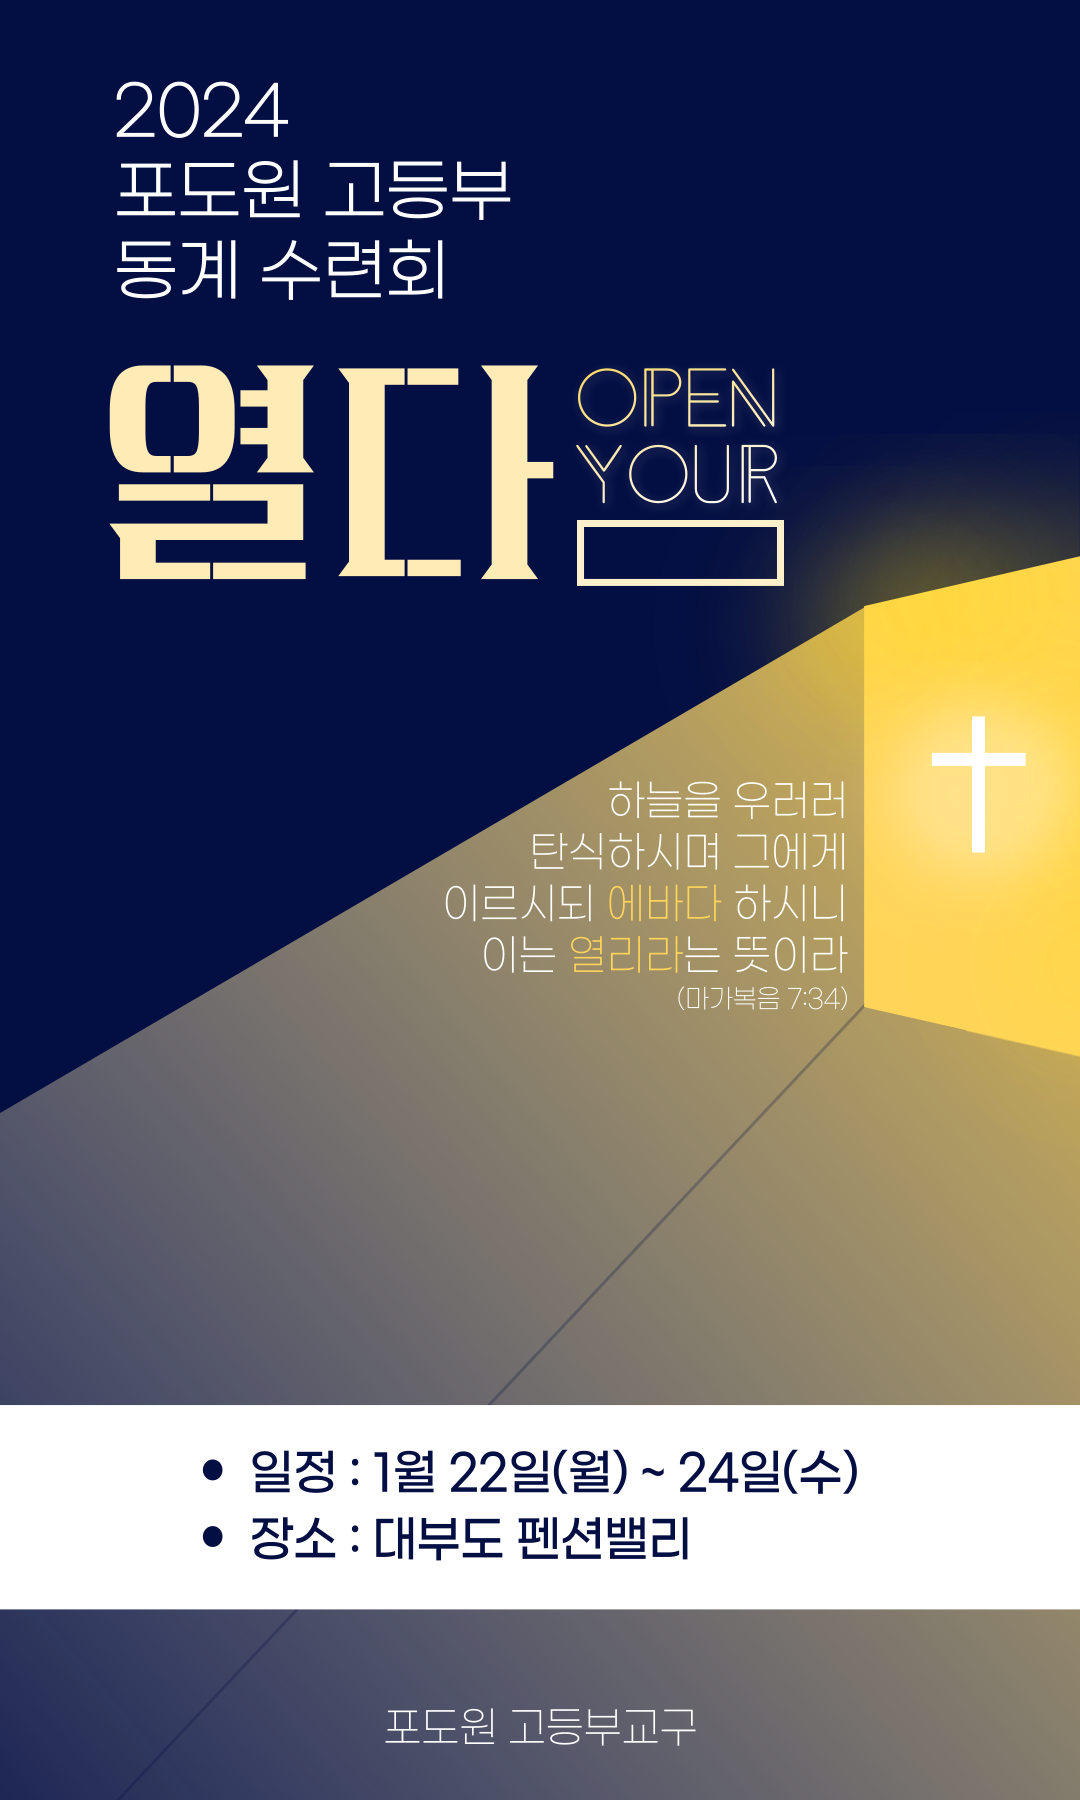 2024
포도원 고등부
동계 수련회
열다
OPEN
YOUR
하늘을 우러러
탄식하시며 그에게
이르시되 에바다 하시니
이는 열리라는 뜻이라
(마가복음 7:34)
● 일정 : 1월 22일(월) ~ 24일(수)
● 장소 : 대부도 펜션밸리
포도원 고등부교구